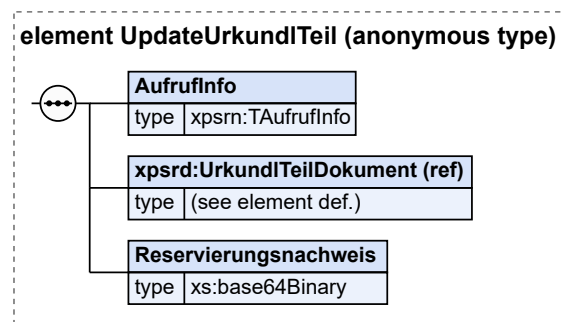 element UpdateUrkundlTeil (anonymous type)
AufrufInfo
type xpsrn:TAufrufInfo
xpsrd:UrkundlTeilDokument (ref)
type (see element def.)
Reservierungsnachweis
type xs:base64Binary